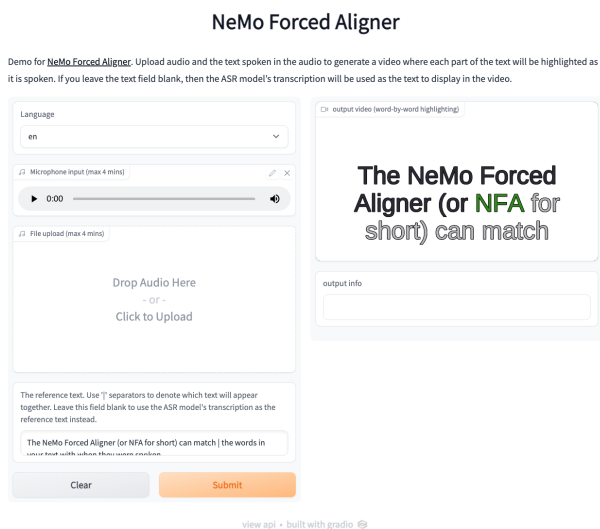 NeMo Forced Aligner
Demo for NeMo Forced Aligner. Upload audio and the text spoken in the audio to generate a video where each part of the text will be highlighted as
it is spoken. If you leave the text field blank, then the ASR model's transcription will be used as the text to display in the video.
Language
en
Microphone input (max 4 mins)
0:00
File upload (max 4 mins)
Drop Audio Here
- or -
Click to Upload
The reference text. Use '|' separators to denote which text will appear
together. Leave this field blank to use the ASR model's transcription as the
reference text instead.
The NeMo Forced Aligner (or NFA for short) can match | the words in
your text with when they were spoken
Clear
Submit
output video (word-by-word highlighting)
The NeMo Forced
Aligner (or NFA for
short) can match
output info
view api • built with gradio